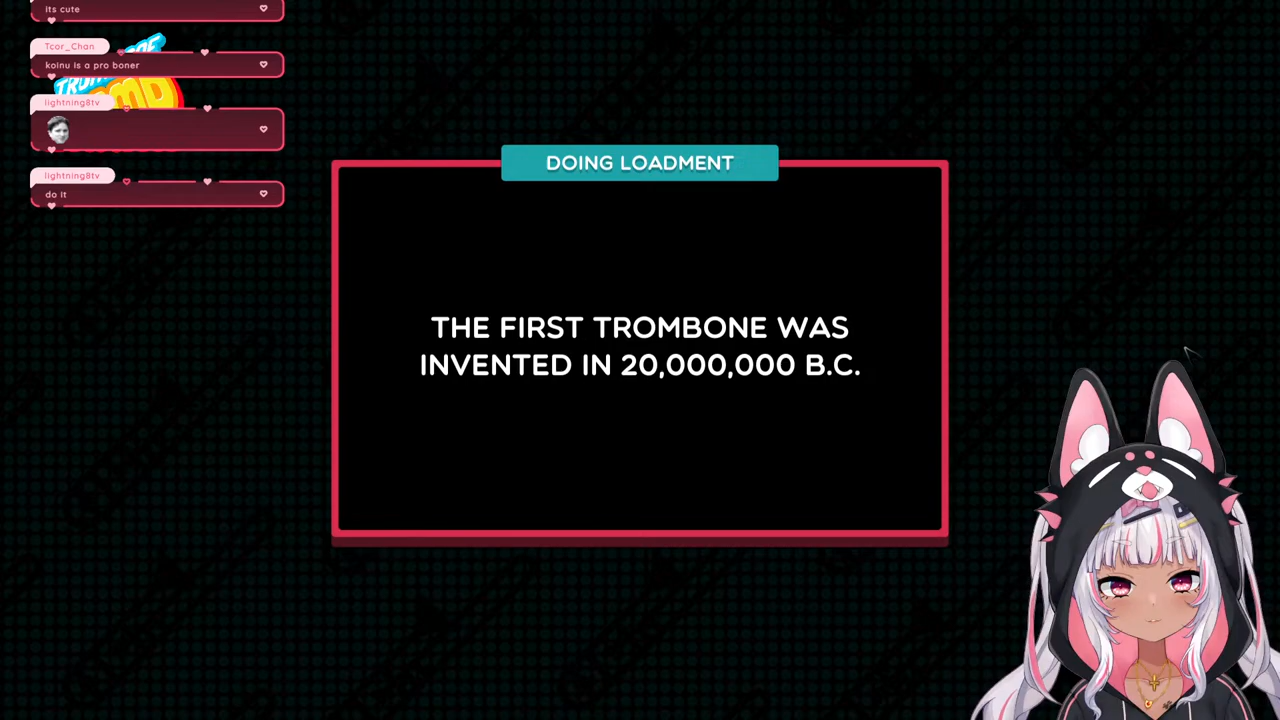 its cute
Tcor_Chan
koinu is a pro boner
lightning8tv
lightning8tv
do it
DOING LOADMENT
THE FIRST TROMBONE WAS
INVENTED IN 20,000,000 B.C.